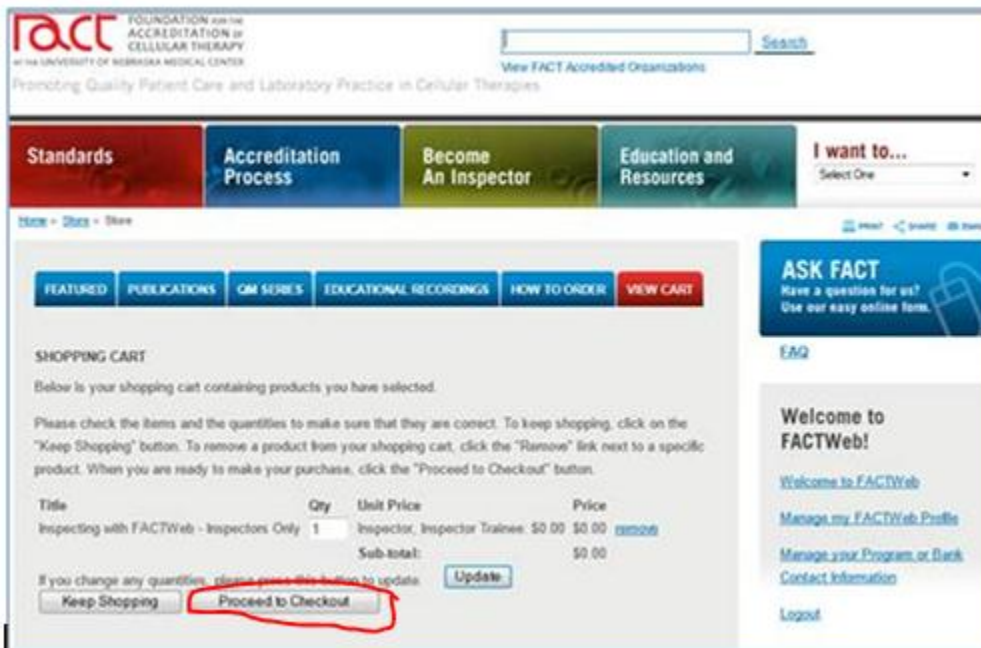 fact
FOUNDATION FOR THE
ACCREDITATION OF
CELLULAR THERAPY
AT THE UNIVERSITY OF NEBRASKA MEDICAL CENTER
Promoting Quality Patient Care and Laboratory Practice in Cellular Therapies
Search
View FACT Accredited Organizations
Standards
Accreditation
Process
Become
An Inspector
Education and
Resources
I want to...
Select One
Home » Store » Store
PRINT SHARE
FEATURED PUBLICATIONS QM SERIES EDUCATIONAL RECORDINGS HOW TO ORDER VIEW CART
SHOPPING CART
Below is your shopping cart containing products you have selected.
Please check the items and the quantities to make sure that they are correct. To keep shopping, click on the
"Keep Shopping" button. To remove a product from your shopping cart, click the "Remove" link next to a specific
product. When you are ready to make your purchase, click the "Proceed to Checkout" button.
Title Qty Unit Price Price
Inspecting with FACTWeb - Inspectors Only 1 Inspector, Inspector Trainee: $0.00 $0.00 remove
Sub-total: $0.00
If you change any quantities, please press this button to update. Update
Keep Shopping Proceed to Checkout
ASK FACT
Have a question for us?
Use our easy online form.
FAQ
Welcome to
FACTWeb!
Welcome to FACTWeb
Manage my FACTWeb Profile
Manage your Program or Bank
Contact Information
Logout